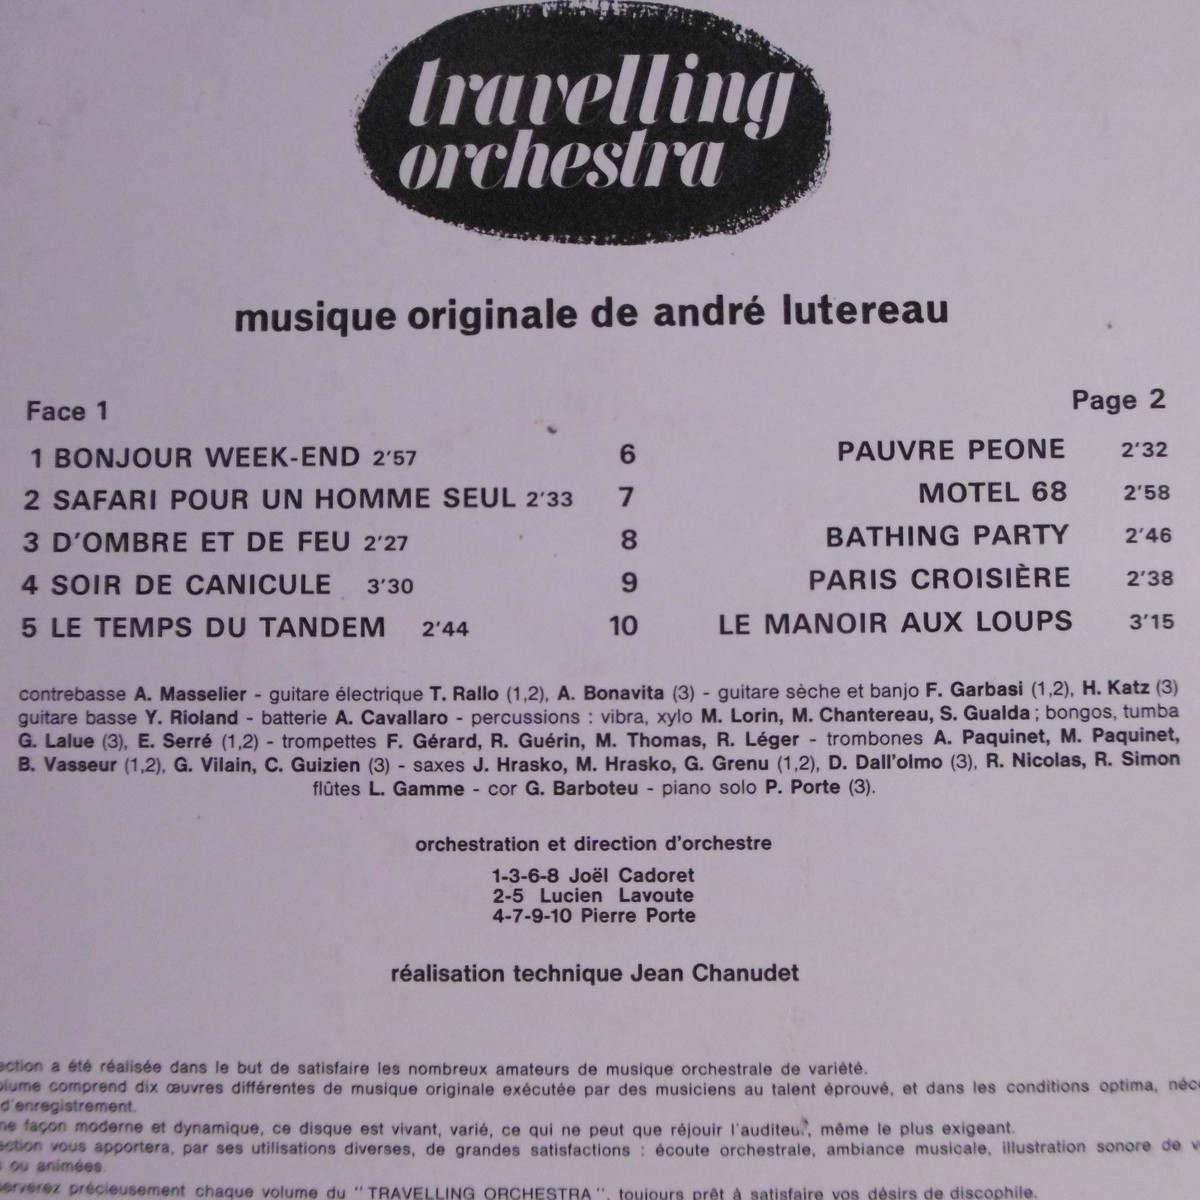 travelling
orchestra
musique originale de andré lutereau
Face 1
1 BONJOUR WEEK-END 2'57
2 SAFARI POUR UN HOMME SEUL 2'33
3 D'OMBRE ET DE FEU 2'27
4 SOIR DE CANICULE 3'30
5 LE TEMPS DU TANDEM 2'44
Page 2
6 PAUVRE PEONE 2'32
7 MOTEL 68 2'58
8 BATHING PARTY 2'46
9 PARIS CROISIÈRE 2'38
10 LE MANOIR AUX LOUPS 3'15
contrebasse A. Masselier - guitare électrique T. Rallo (1,2), A. Bonavita (3) - guitare sèche et banjo F. Garbasi (1,2), H. Katz (3)
guitare basse Y. Rioland - batterie A. Cavallaro - percussions : vibra, xylo M. Lorin, M. Chantereau, S. Gualda ; bongos, tumba
G. Lalue (3), E. Serré (1,2) - trompettes F. Gérard, R. Guérin, M. Thomas, R. Léger - trombones A. Paquinet, M. Paquinet,
B. Vasseur (1,2), G. Vilain, C. Guizien (3) - saxes J. Hrasko, M. Hrasko, G. Grenu (1,2), D. Dall'olmo (3), R. Nicolas, R. Simon
flûtes L. Gamme - cor G. Barboteu - piano solo P. Porte (3).
orchestration et direction d'orchestre
1-3-6-8 Joël Cadoret
2-5 Lucien Lavoute
4-7-9-10 Pierre Porte
réalisation technique Jean Chanudet
ection a été réalisée dans le but de satisfaire les nombreux amateurs de musique orchestrale de variété.
olume comprend dix œuvres différentes de musique originale exécutée par des musiciens au talent éprouvé, et dans les conditions optima, néce
d'enregistrement.
ne façon moderne et dynamique, ce disque est vivant, varié, ce qui ne peut que réjouir l'auditeur, même le plus exigeant.
ection vous apportera, par ses utilisations diverses, de grandes satisfactions : écoute orchestrale, ambiance musicale, illustration sonore de v
ou animées.
serverez précieusement chaque volume du " TRAVELLING ORCHESTRA ", toujours prêt à satisfaire vos désirs de discophile.